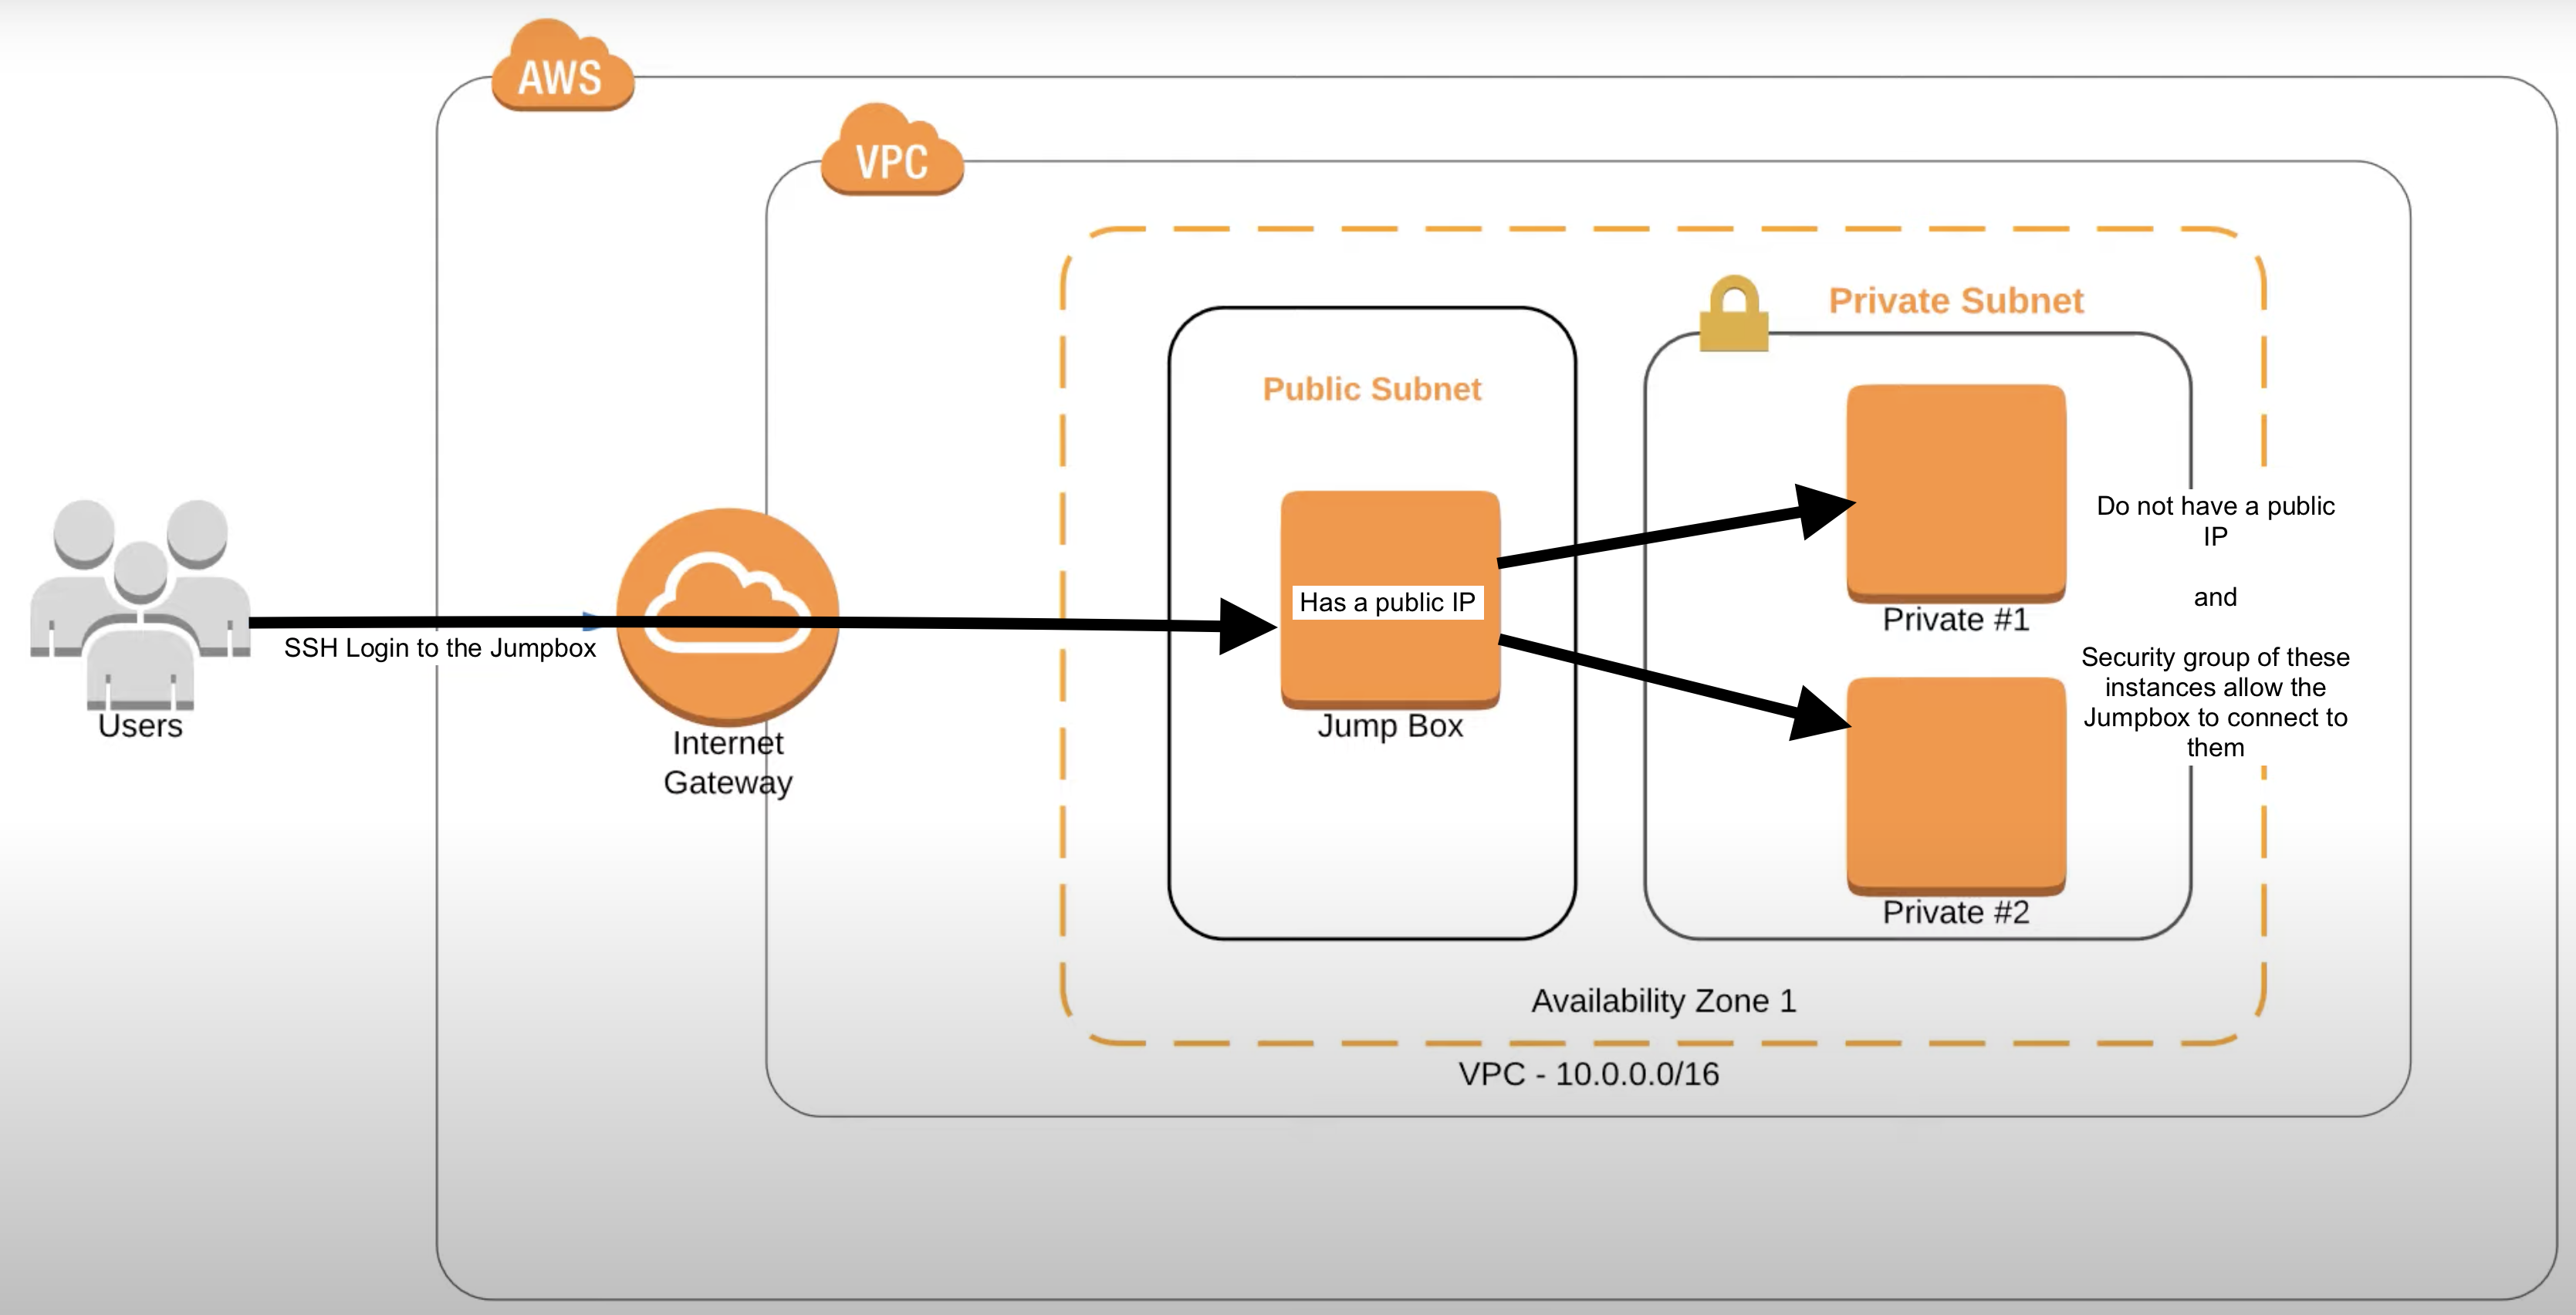 AWS
VPC
Private Subnet
Public Subnet
Do not have a public
IP
and
Security group of these
instances allow the
Jumpbox to connect to
them
Has a public IP
Private #1
SSH Login to the Jumpbox
Users
Internet
Gateway
Jump Box
Private #2
Availability Zone 1
VPC - 10.0.0.0/16